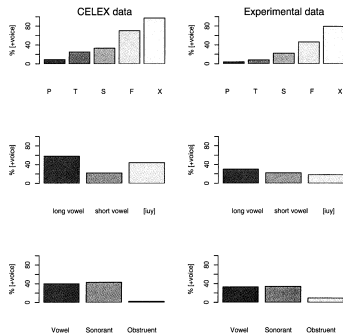 CELEX data
Experimental data
% [+voice]
0 40 80
P T S F X
% [+voice]
0 40 80
P T S F X
% [+voice]
0 40 80
long vowel short vowel [iuy]
% [+voice]
0 40 80
long vowel short vowel [iuy]
% [+voice]
0 40 80
Vowel Sonorant Obstruent
% [+voice]
0 40 80
Vowel Sonorant Obstruent